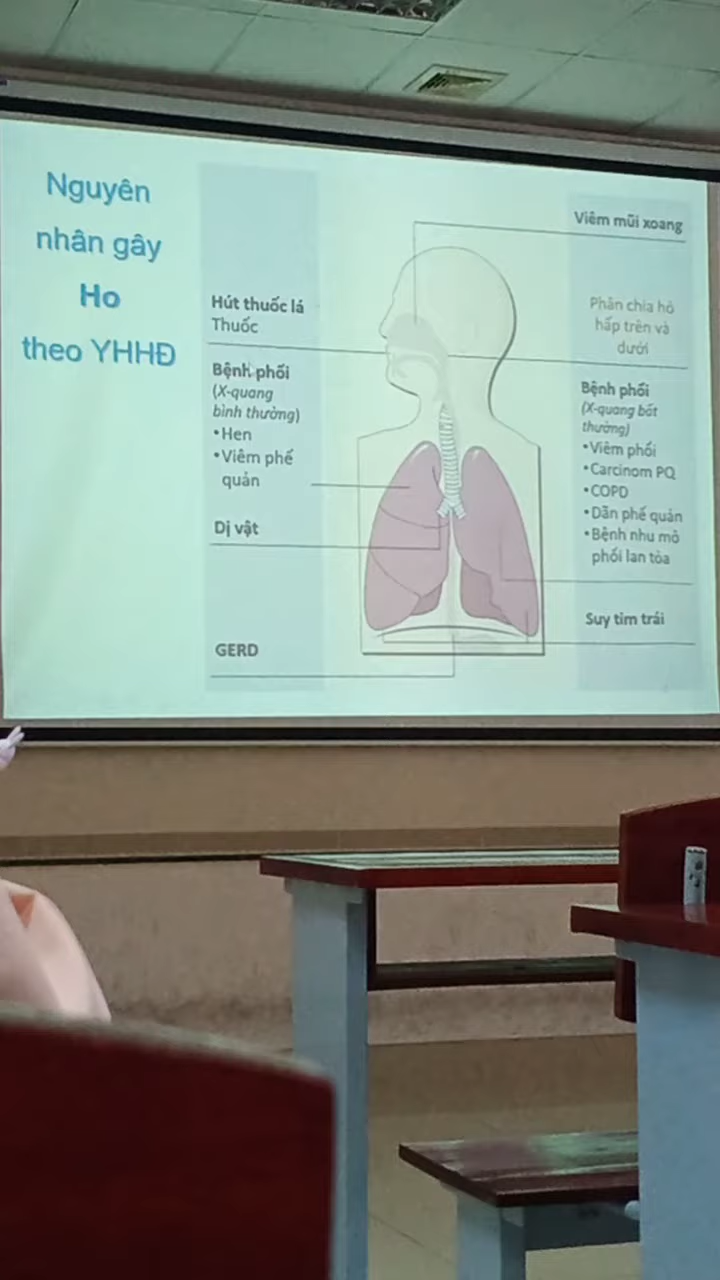 Nguyên
nhân gây
Ho
theo YHHĐ
Hút thuốc lá
Thuốc
Bệnh phổi
(X-quang
bình thường)
•Hen
•Viêm phế
quản
Dị vật
GERD
Viêm mũi xoang
Phân chia hô
hấp trên và
dưới
Bệnh phổi
(X-quang bất
thường)
•Viêm phổi
•Carcinom PQ
•COPD
•Dãn phế quản
•Bệnh nhu mô
phổi lan tỏa
Suy tim trái